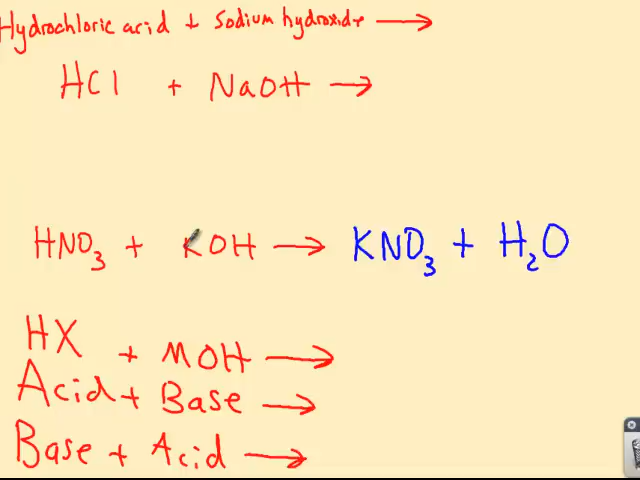 Hydrochloric acid + Sodium hydroxide →
HCl + NaOH →
HNO₃ + KOH → KNO₃ + H₂O
HX + MOH →
Acid + Base →
Base + Acid →